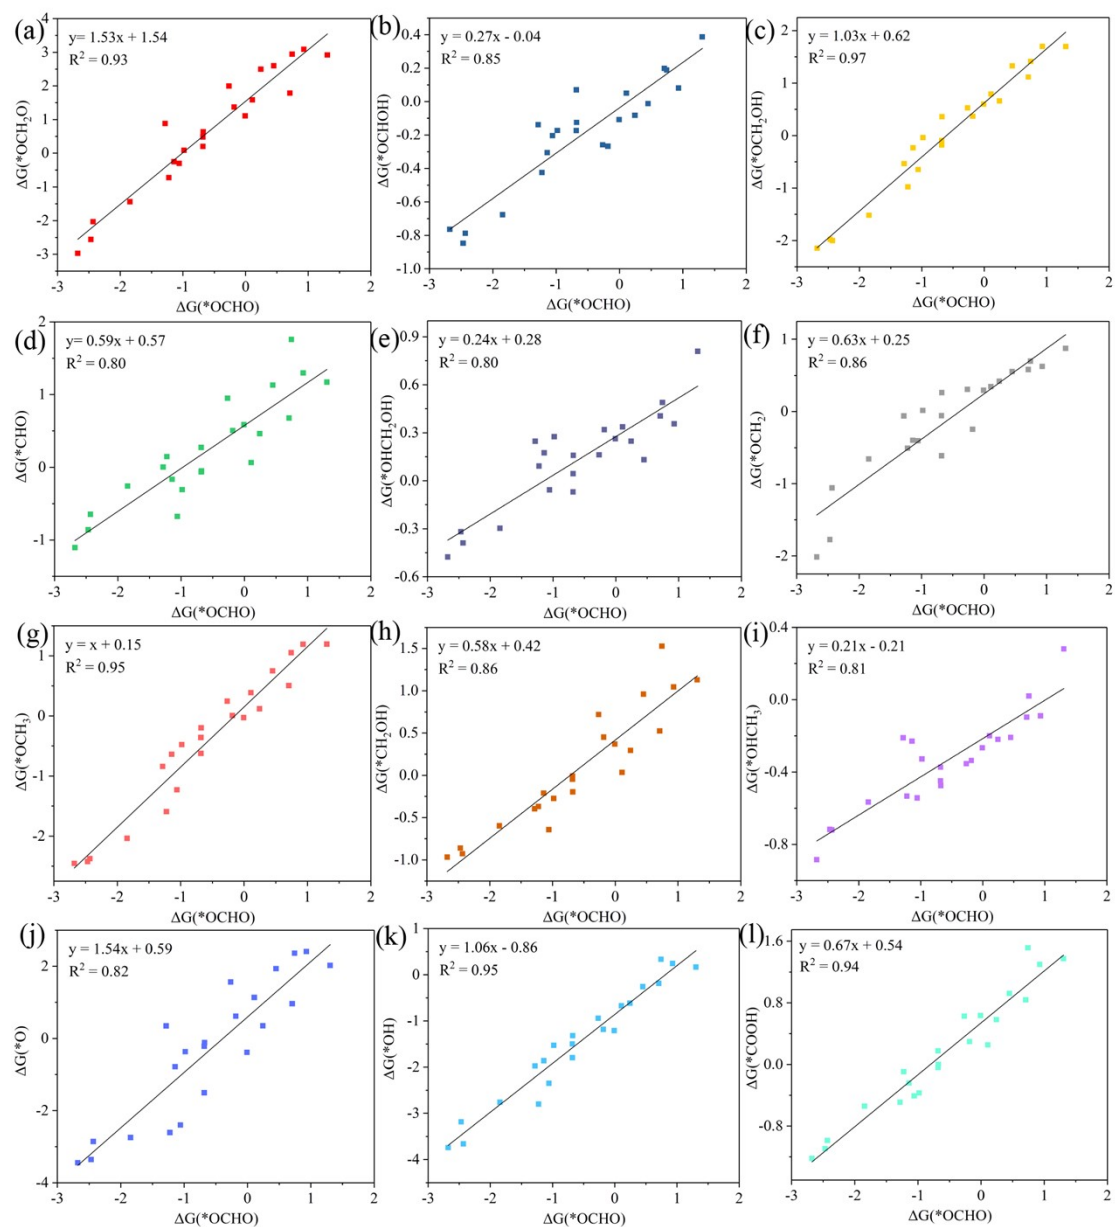 (a)
y= 1.53x + 1.54
R² = 0.93
4
3
2
1
0
-1
-2
-3
ΔG(*OCH₂O)
-3 -2 -1 0 1 2
ΔG(*OCHO)
(b)
y = 0.27x - 0.04
R² = 0.85
0.4
0.2
0.0
-0.2
-0.4
-0.6
-0.8
-1.0
ΔG(*OCHOH)
-3 -2 -1 0 1 2
ΔG(*OCHO)
(c)
y = 1.03x + 0.62
R² = 0.97
2
1
0
-1
-2
ΔG(*OCH₂OH)
-3 -2 -1 0 1 2
ΔG(*OCHO)
(d)
y= 0.59x + 0.57
R² = 0.80
2
1
0
-1
ΔG(*CHO)
-3 -2 -1 0 1 2
ΔG(*OCHO)
(e)
y = 0.24x + 0.28
R² = 0.80
0.9
0.6
0.3
0.0
-0.3
-0.6
ΔG(*OHCH₂OH)
-3 -2 -1 0 1 2
ΔG(*OCHO)
(f)
y = 0.63x + 0.25
R² = 0.86
1
0
-1
-2
ΔG(*OCH₂)
-3 -2 -1 0 1 2
ΔG(*OCHO)
(g)
y = x + 0.15
R² = 0.95
1
0
-1
-2
ΔG(*OCH₃)
-3 -2 -1 0 1 2
ΔG(*OCHO)
(h)
y = 0.58x + 0.42
R² = 0.86
1.5
1.0
0.5
0.0
-0.5
-1.0
ΔG(*CH₂OH)
-3 -2 -1 0 1 2
ΔG(*OCHO)
(i)
y = 0.21x - 0.21
R² = 0.81
0.4
0.0
-0.4
-0.8
ΔG(*OHCH₃)
-3 -2 -1 0 1 2
ΔG(*OCHO)
(j)
y = 1.54x + 0.59
R² = 0.82
2
0
-2
-4
ΔG(*O)
-3 -2 -1 0 1 2
ΔG(*OCHO)
(k)
y = 1.06x - 0.86
R² = 0.95
1
0
-1
-2
-3
-4
ΔG(*OH)
-3 -2 -1 0 1 2
ΔG(*OCHO)
(l)
y = 0.67x + 0.54
R² = 0.94
1.6
0.8
0.0
-0.8
ΔG(*COOH)
-3 -2 -1 0 1 2
ΔG(*OCHO)